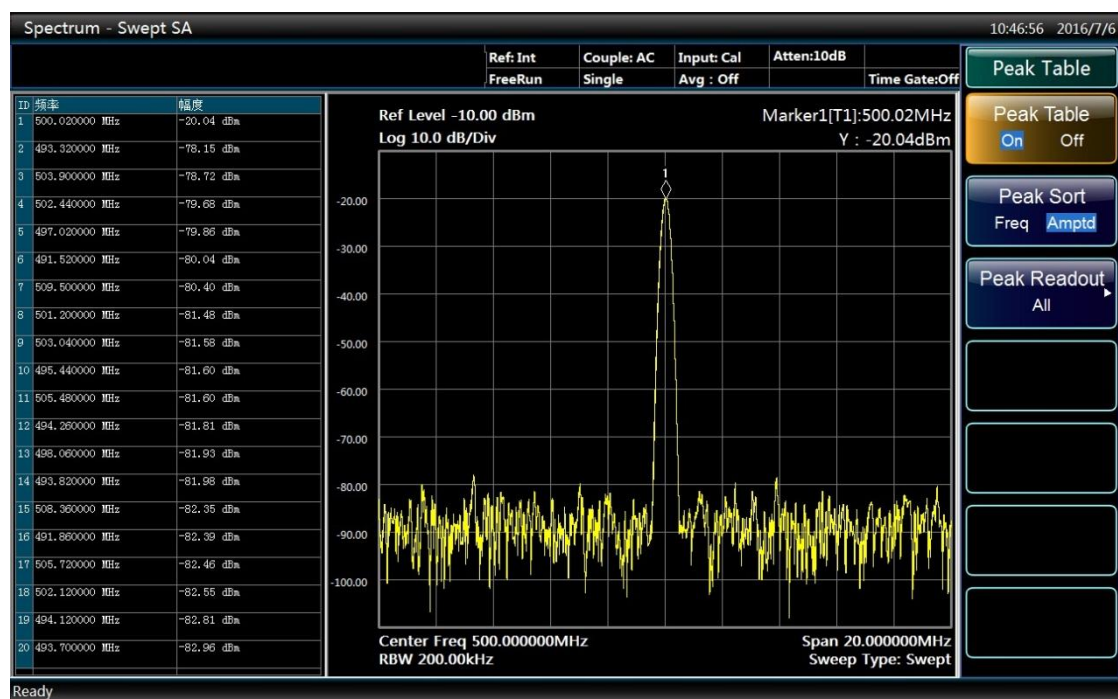 Spectrum - Swept SA
10:46:56 2016/7/6
Ref: Int Couple: AC Input: Cal Atten:10dB
FreeRun Single Avg : Off Time Gate:Off
ID 频率 幅度
1 500.020000 MHz -20.04 dBm
2 493.320000 MHz -78.15 dBm
3 503.900000 MHz -78.72 dBm
4 502.440000 MHz -79.68 dBm
5 497.020000 MHz -79.86 dBm
6 491.520000 MHz -80.04 dBm
7 509.500000 MHz -80.40 dBm
8 501.200000 MHz -81.48 dBm
9 503.040000 MHz -81.58 dBm
10 495.440000 MHz -81.60 dBm
11 505.480000 MHz -81.60 dBm
12 494.260000 MHz -81.81 dBm
13 498.060000 MHz -81.93 dBm
14 493.820000 MHz -81.98 dBm
15 508.360000 MHz -82.35 dBm
16 491.860000 MHz -82.39 dBm
17 505.720000 MHz -82.46 dBm
18 502.120000 MHz -82.55 dBm
19 494.120000 MHz -82.81 dBm
20 493.700000 MHz -82.96 dBm
Ref Level -10.00 dBm Marker1[T1]:500.02MHz
Log 10.0 dB/Div Y : -20.04dBm
1
-20.00
-30.00
-40.00
-50.00
-60.00
-70.00
-80.00
-90.00
-100.00
Center Freq 500.000000MHz Span 20.000000MHz
RBW 200.00kHz Sweep Type: Swept
Peak Table
Peak Table
On Off
Peak Sort
Freq Amptd
Peak Readout
All
Ready